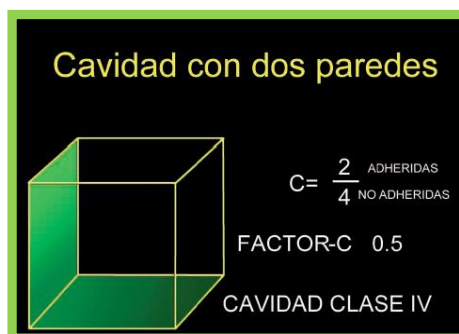 Cavidad con dos paredes
C= 2 ADHERIDAS
4 NO ADHERIDAS
FACTOR-C 0.5
CAVIDAD CLASE IV